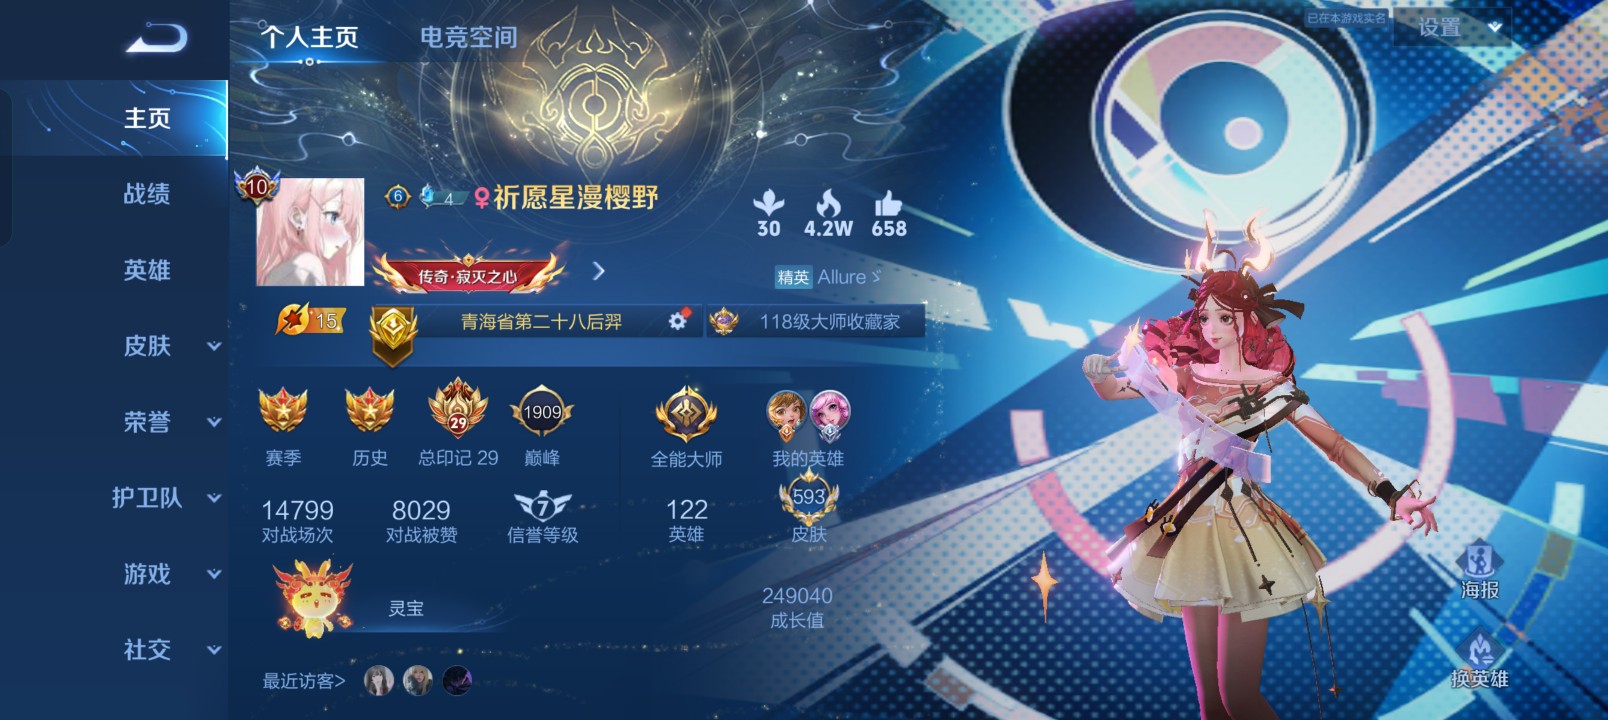 个人主页
电竞空间
已在本游戏实名
设置
主页
战绩
英雄
皮肤
荣誉
护卫队
游戏
社交
10
6
4
祈愿星漫樱野
30
4.2W
658
传奇·寂灭之心
精英 Allure
15
青海省第二十八后羿
118级大师收藏家
29
1909
赛季
历史
总印记 29
巅峰
全能大师
我的英雄
14799
对战场次
8029
对战被赞
7
信誉等级
122
英雄
593
皮肤
灵宝
249040
成长值
最近访客>
海报
换英雄